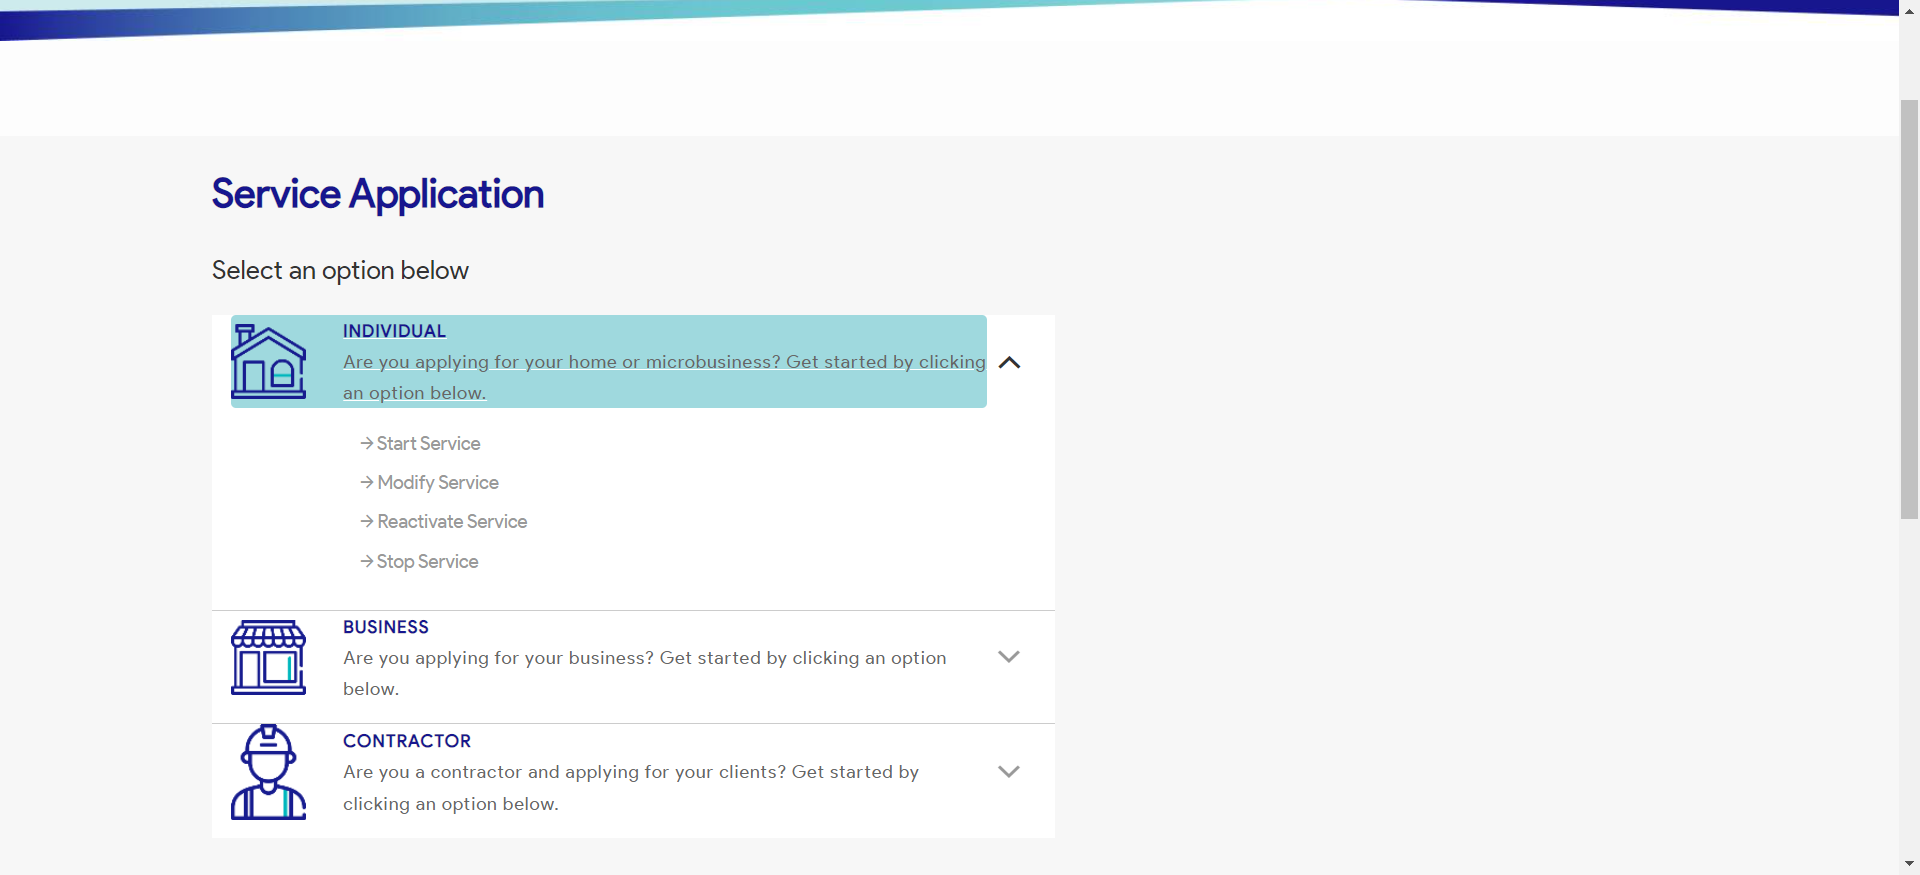 Service Application
Select an option below
INDIVIDUAL
Are you applying for your home or microbusiness? Get started by clicking
an option below.
→ Start Service
→ Modify Service
→ Reactivate Service
→ Stop Service
BUSINESS
Are you applying for your business? Get started by clicking an option
below.
CONTRACTOR
Are you a contractor and applying for your clients? Get started by
clicking an option below.